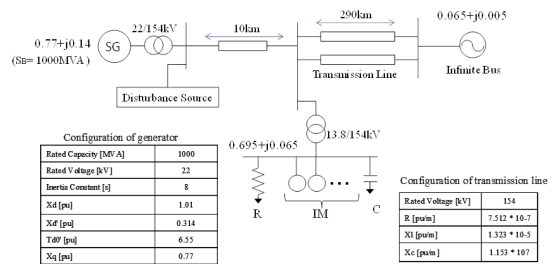 22/154kV
10km
290km
0.065+j0.005
0.77+j0.14
(SB= 1000MVA )
SG
Transmission Line
Infinite Bus
Disturbance Source
13.8/154kV
0.695+j0.065
R
IM
C
Configuration of generator
Rated Capacity [MVA] 1000
Rated Voltage [kV] 22
Inertia Constant [s] 8
Xd [pu] 1.01
Xd' [pu] 0.314
Td0' [pu] 6.55
Xq [pu] 0.77
Configuration of transmission line
Rated Voltage [kV] 154
R [pu/m] 7.512 * 10-7
Xl [pu/m] 1.323 * 10-5
Xc [pu/m] 1.153 * 107